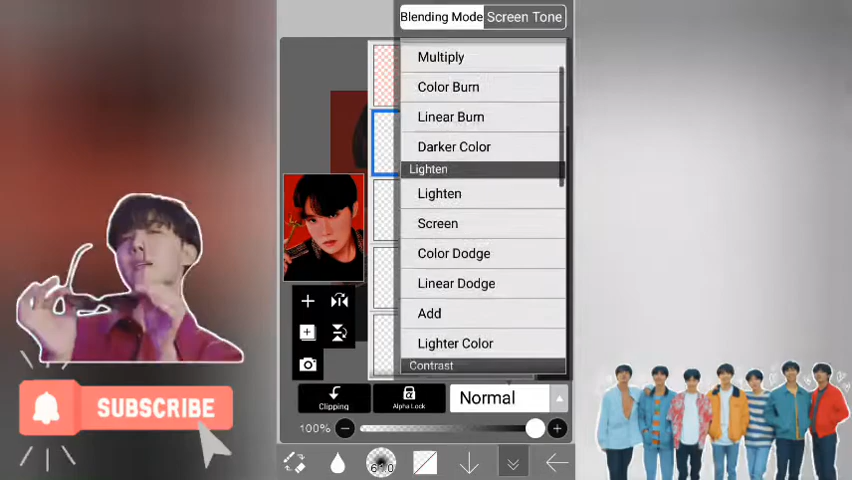 Blending Mode Screen Tone
Multiply
Color Burn
Linear Burn
Darker Color
Lighten
Lighten
Screen
Color Dodge
Linear Dodge
Add
Lighter Color
Contrast
Clipping
Alpha Lock
Normal
100%
SUBSCRIBE